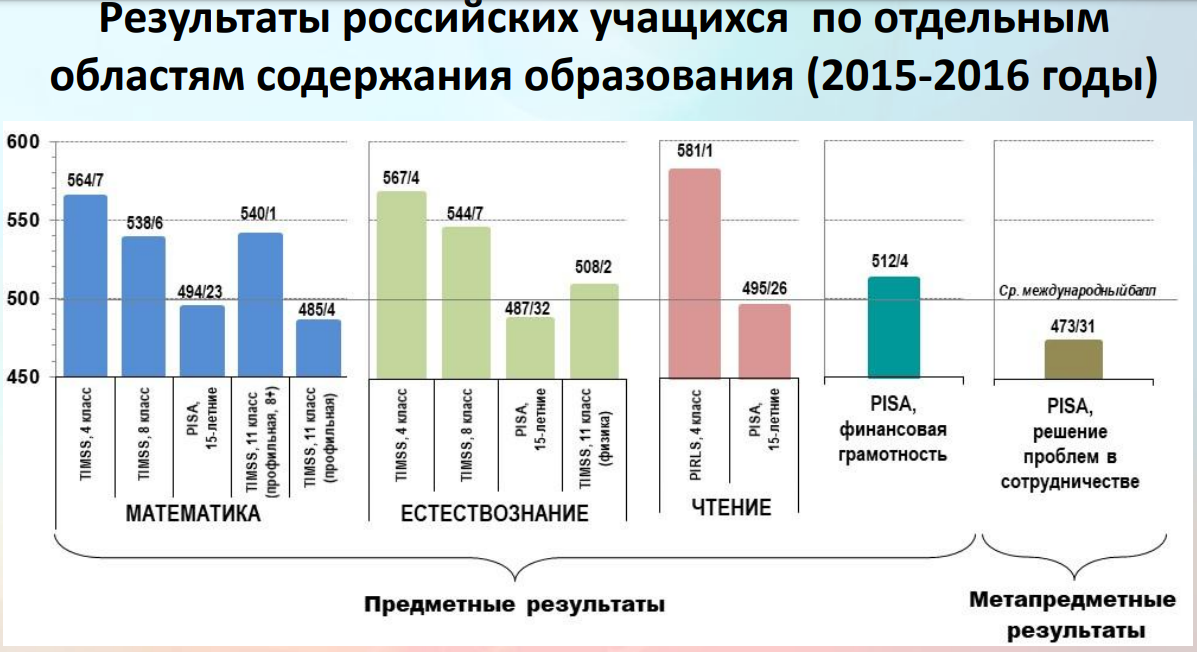 Результаты российских учащихся по отдельным
областям содержания образования (2015-2016 годы)
600
550
500
450
564/7
538/6
494/23
540/1
485/4
TIMSS, 4 класс
TIMSS, 8 класс
PISA,
15-летние
TIMSS, 11 класс
(профильная, 8+)
TIMSS, 11 класс
(профильная)
МАТЕМАТИКА
567/4
544/7
487/32
508/2
TIMSS, 4 класс
TIMSS, 8 класс
PISA,
15-летние
TIMSS, 11 класс
(физика)
ЕСТЕСТВОЗНАНИЕ
581/1
495/26
PIRLS, 4 класс
PISA,
15-летние
ЧТЕНИЕ
512/4
PISA,
финансовая
грамотность
Ср. международный балл
473/31
PISA,
решение
проблем в
сотрудничестве
Предметные результаты
Метапредметные
результаты